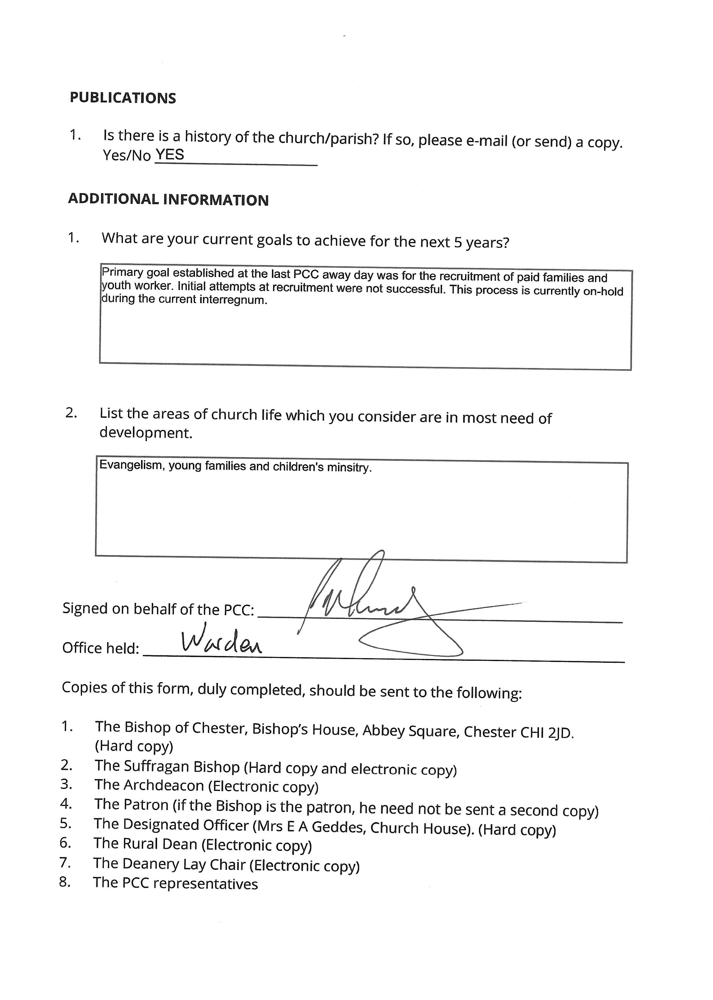 PUBLICATIONS
1. Is there is a history of the church/parish? If so, please e-mail (or send) a copy.
Yes/No YES
ADDITIONAL INFORMATION
1. What are your current goals to achieve for the next 5 years?
Primary goal established at the last PCC away day was for the recruitment of paid families and
youth worker. Initial attempts at recruitment were not successful. This process is currently on-hold
during the current interregnum.
2. List the areas of church life which you consider are in most need of
development.
Evangelism, young families and children's minsitry.
Signed on behalf of the PCC:
Office held: Warden
Copies of this form, duly completed, should be sent to the following:
1. The Bishop of Chester, Bishop's House, Abbey Square, Chester CHI 2JD.
(Hard copy)
2. The Suffragan Bishop (Hard copy and electronic copy)
3. The Archdeacon (Electronic copy)
4. The Patron (if the Bishop is the patron, he need not be sent a second copy)
5. The Designated Officer (Mrs E A Geddes, Church House). (Hard copy)
6. The Rural Dean (Electronic copy)
7. The Deanery Lay Chair (Electronic copy)
8. The PCC representatives